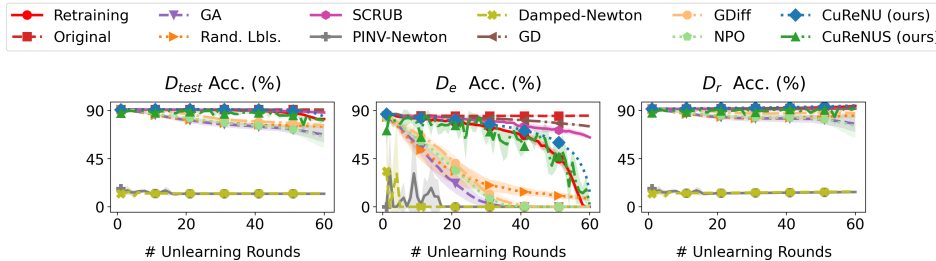 Retraining GA SCRUB Damped-Newton GDiff CuReNU (ours)
Original Rand. Lbls. PINV-Newton GD NPO CuReNUS (ours)
D_test Acc. (%) D_e Acc. (%) D_r Acc. (%)
90 90 90
45 45 45
0 0 0
0 20 40 60 0 20 40 60 0 20 40 60
# Unlearning Rounds # Unlearning Rounds # Unlearning Rounds